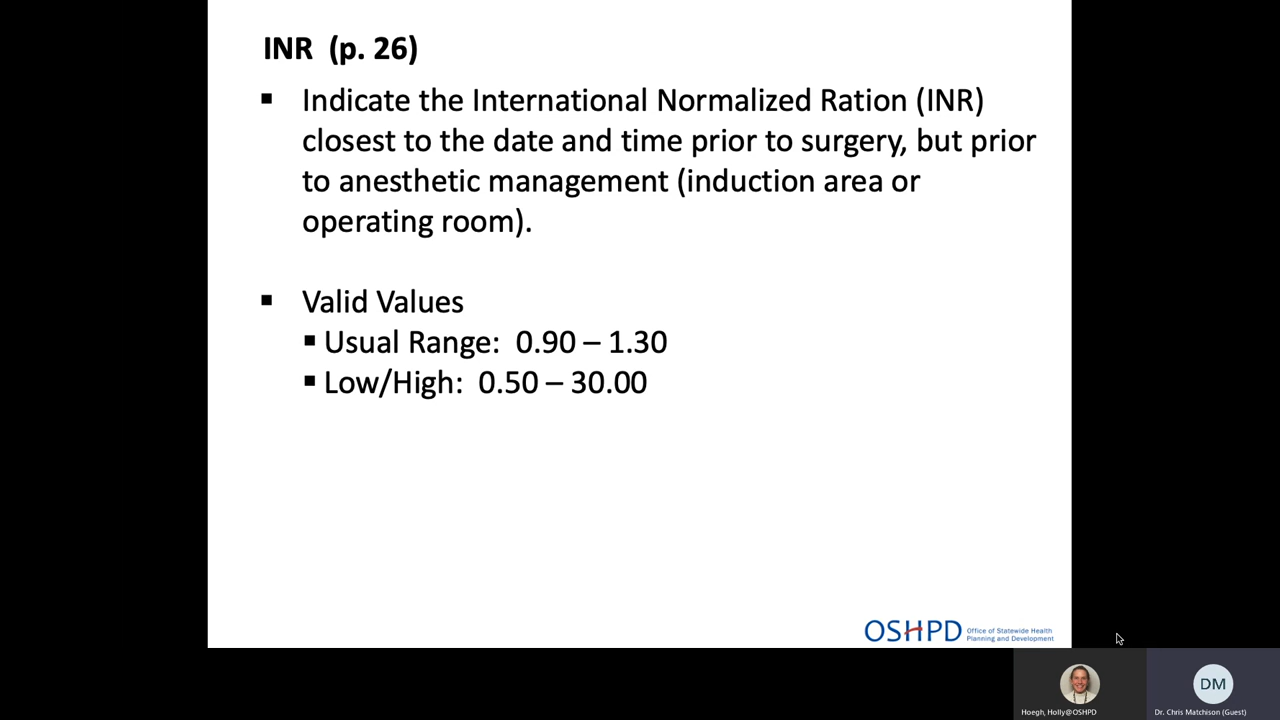 INR (p. 26)
▪ Indicate the International Normalized Ration (INR)
closest to the date and time prior to surgery, but prior
to anesthetic management (induction area or
operating room).
▪ Valid Values
▪ Usual Range: 0.90 – 1.30
▪ Low/High: 0.50 – 30.00
OSHPD
Office of Statewide Health
Planning and Development
DM
Hoegh, Holly@OSHPD
Dr. Chris Matchison (Guest)